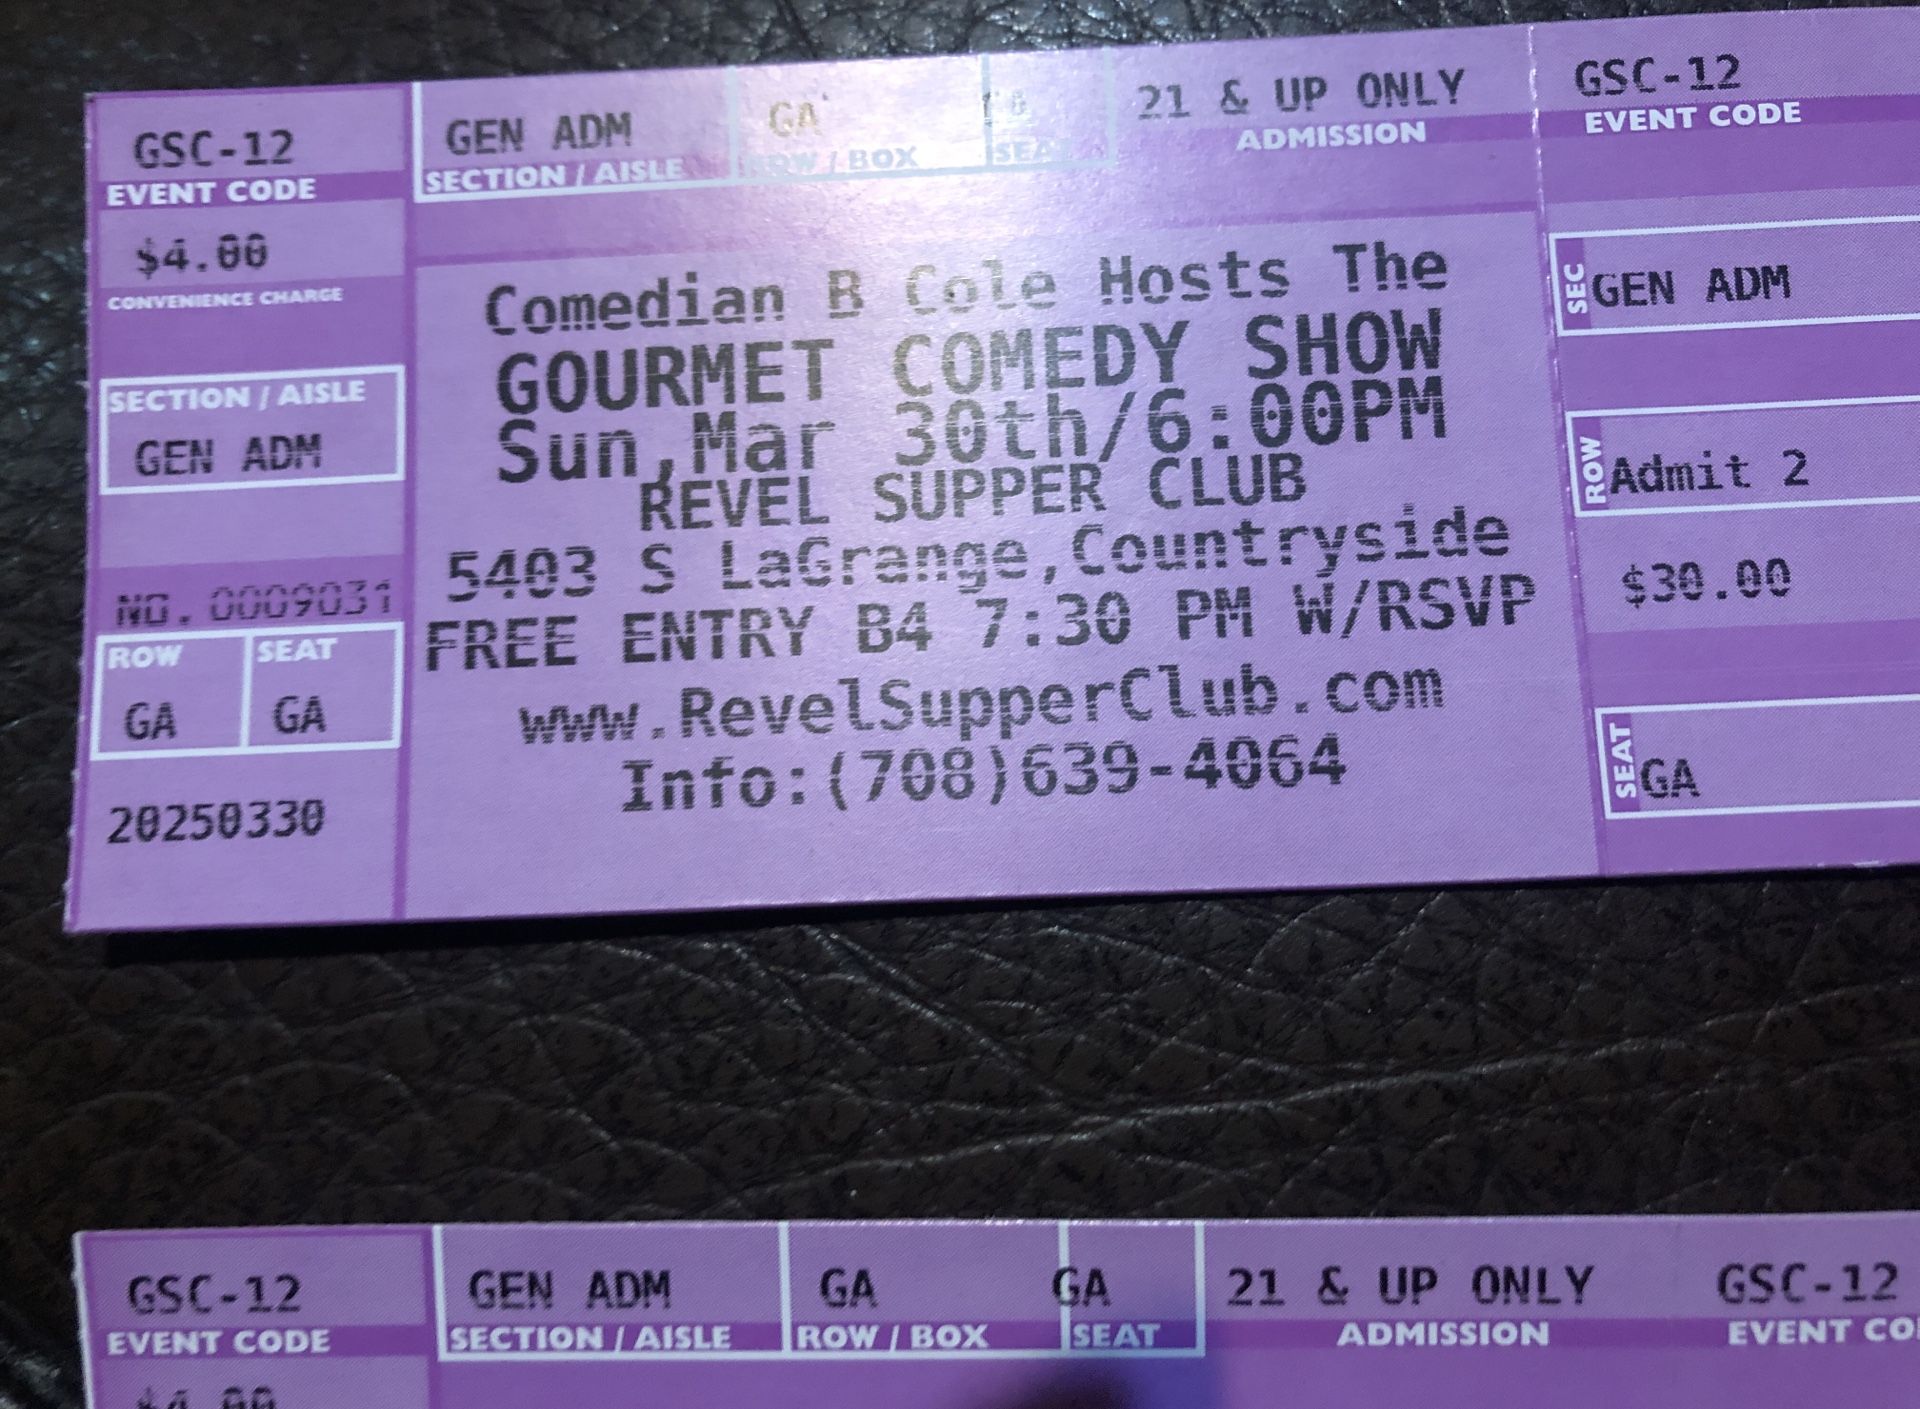 GSC-12
EVENT CODE
$4.00
CONVENIENCE CHARGE
SECTION / AISLE
GEN ADM
NO. 0009031
ROW SEAT
GA GA
20250330
GEN ADM GA 21 & UP ONLY
SECTION / AISLE ROW / BOX SEAT ADMISSION
Comedian B Cole Hosts The
GOURMET COMEDY SHOW
Sun,Mar 30th/6:00PM
REVEL SUPPER CLUB
5403 S LaGrange,Countryside
FREE ENTRY B4 7:30 PM W/RSVP
www.RevelSupperClub.com
Info:(708)639-4064
GSC-12
EVENT CODE
SEC GEN ADM
ROW Admit 2
$30.00
SEAT GA
GSC-12 GEN ADM GA GA 21 & UP ONLY GSC-12
EVENT CODE SECTION / AISLE ROW / BOX SEAT ADMISSION EVENT CO
$4.00